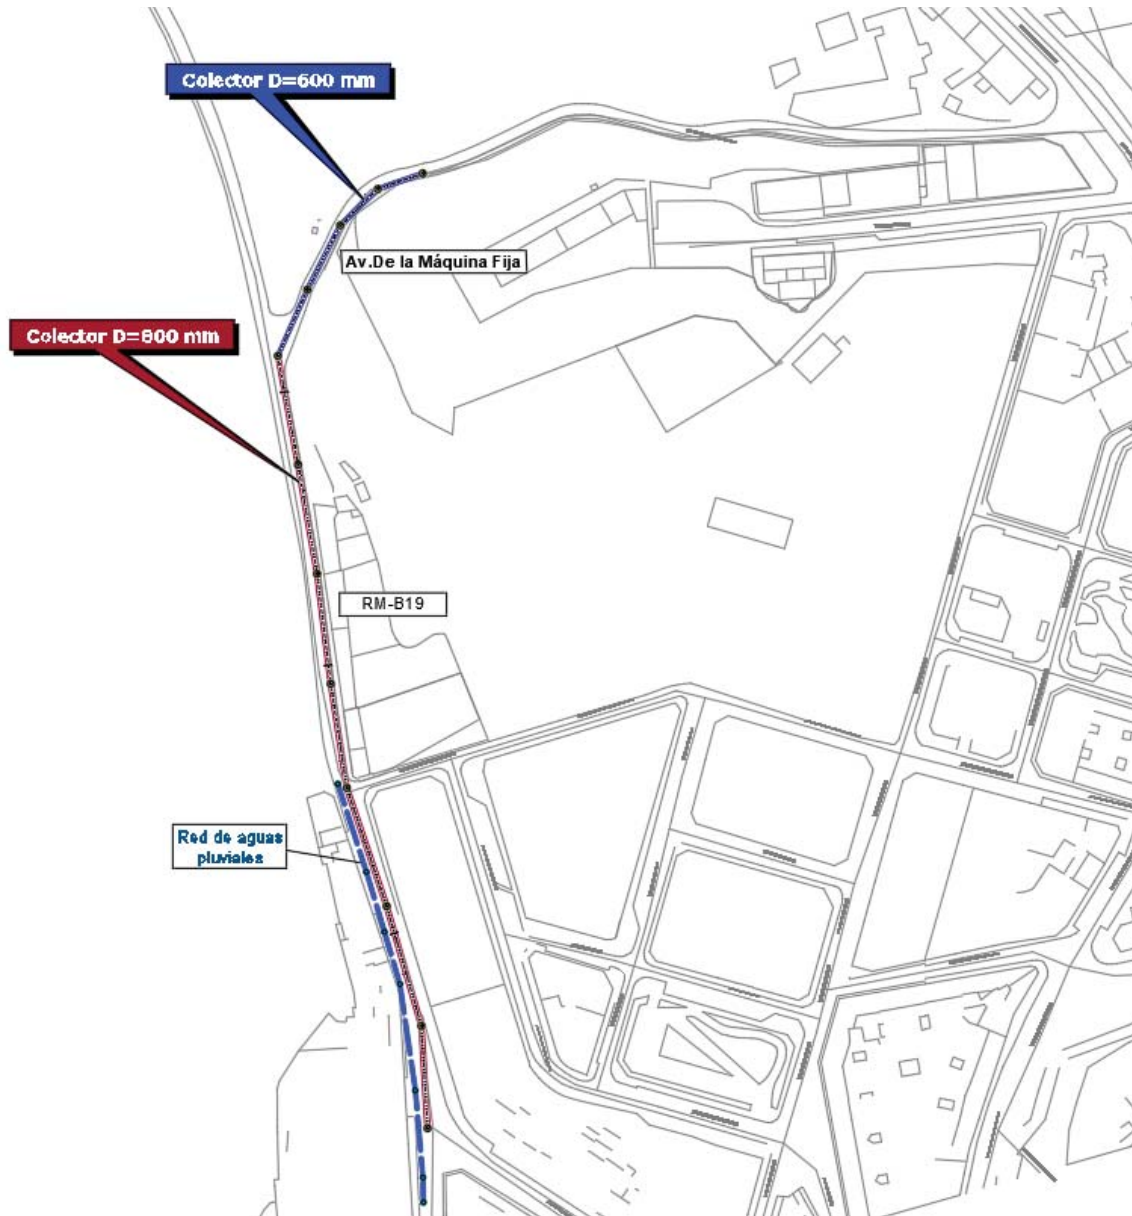 Colector D=600 mm
Av.De la Máquina Fija
Colector D=800 mm
RM-B19
Red de aguas
pluviales